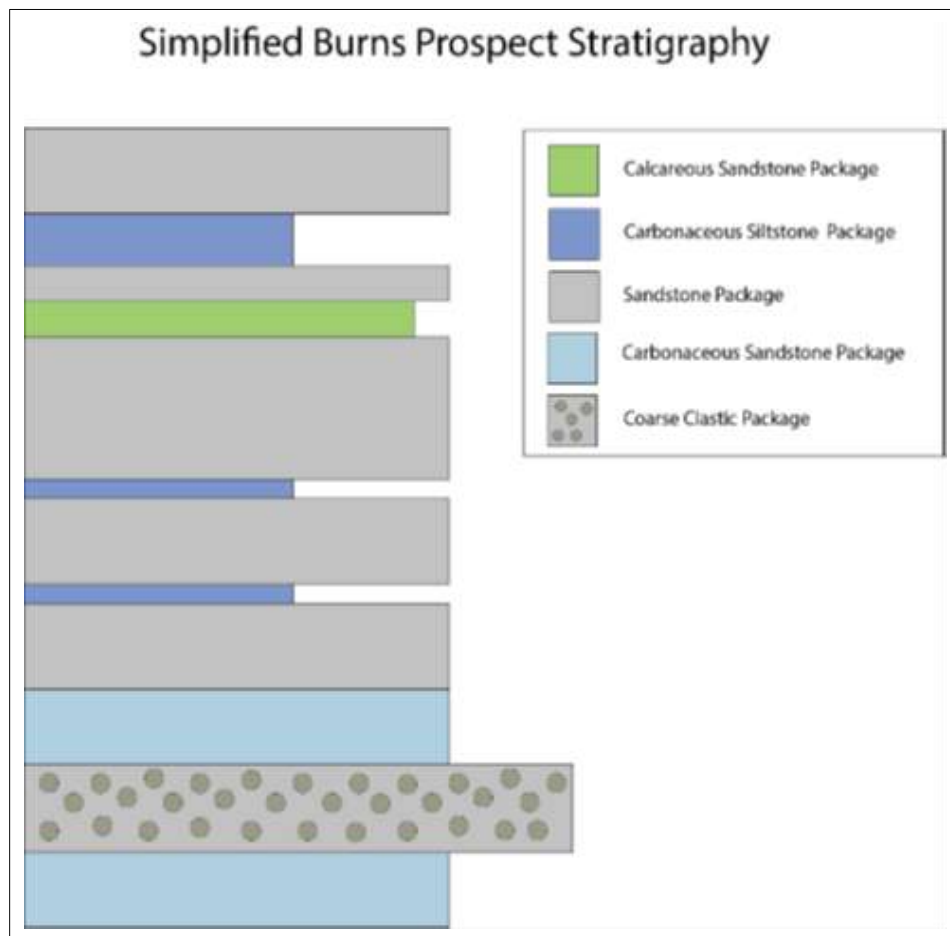 Simplified Burns Prospect Stratigraphy
Calcareous Sandstone Package
Carbonaceous Siltstone Package
Sandstone Package
Carbonaceous Sandstone Package
Coarse Clastic Package